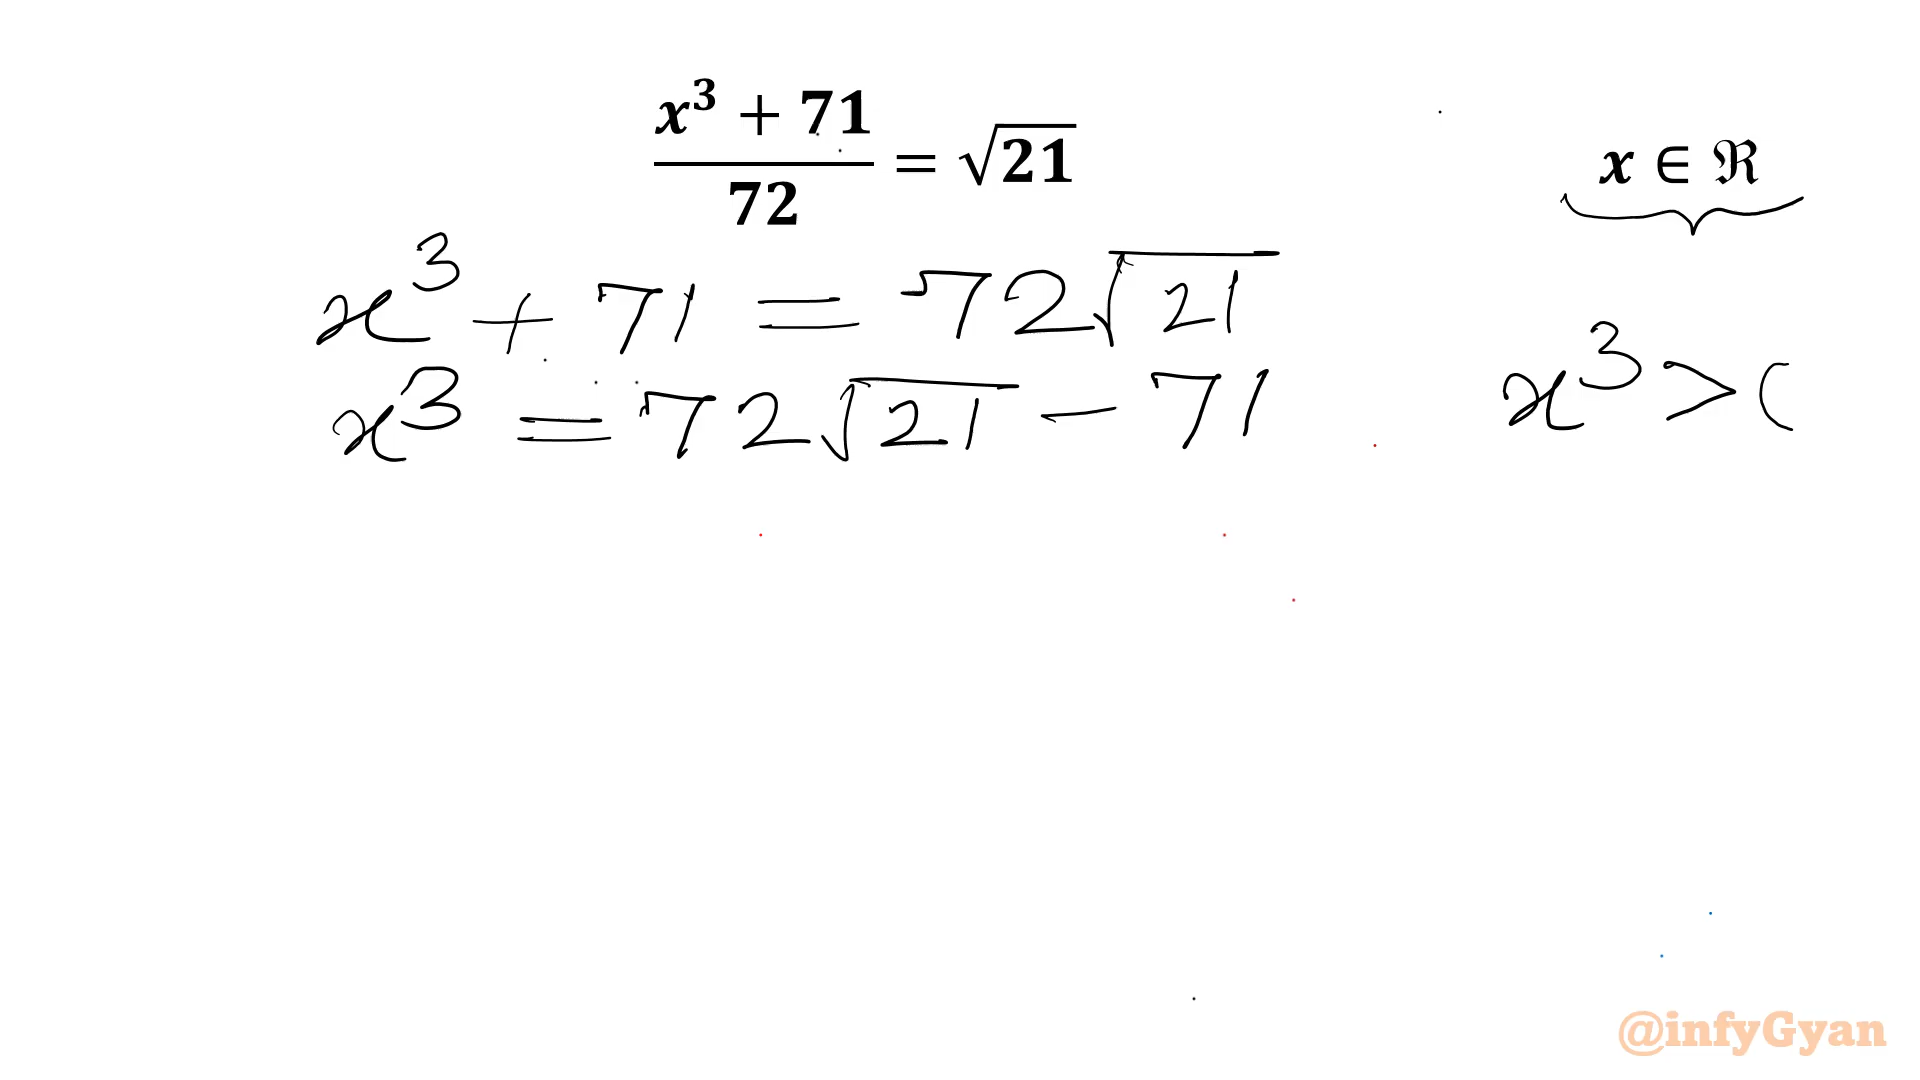 (x³ + 71)/72 = √21
x ∈ ℜ
x³ + 71 = 72√21
x³ = 72√21 − 71
x³ > (
@infyGyan